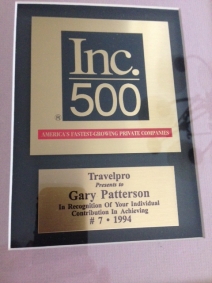 Inc.
500
®
AMERICA'S FASTEST-GROWING PRIVATE COMPANIES
Travelpro
Presents to
Gary Patterson
In Recognition Of Your Individual
Contribution In Achieving
# 7 • 1994